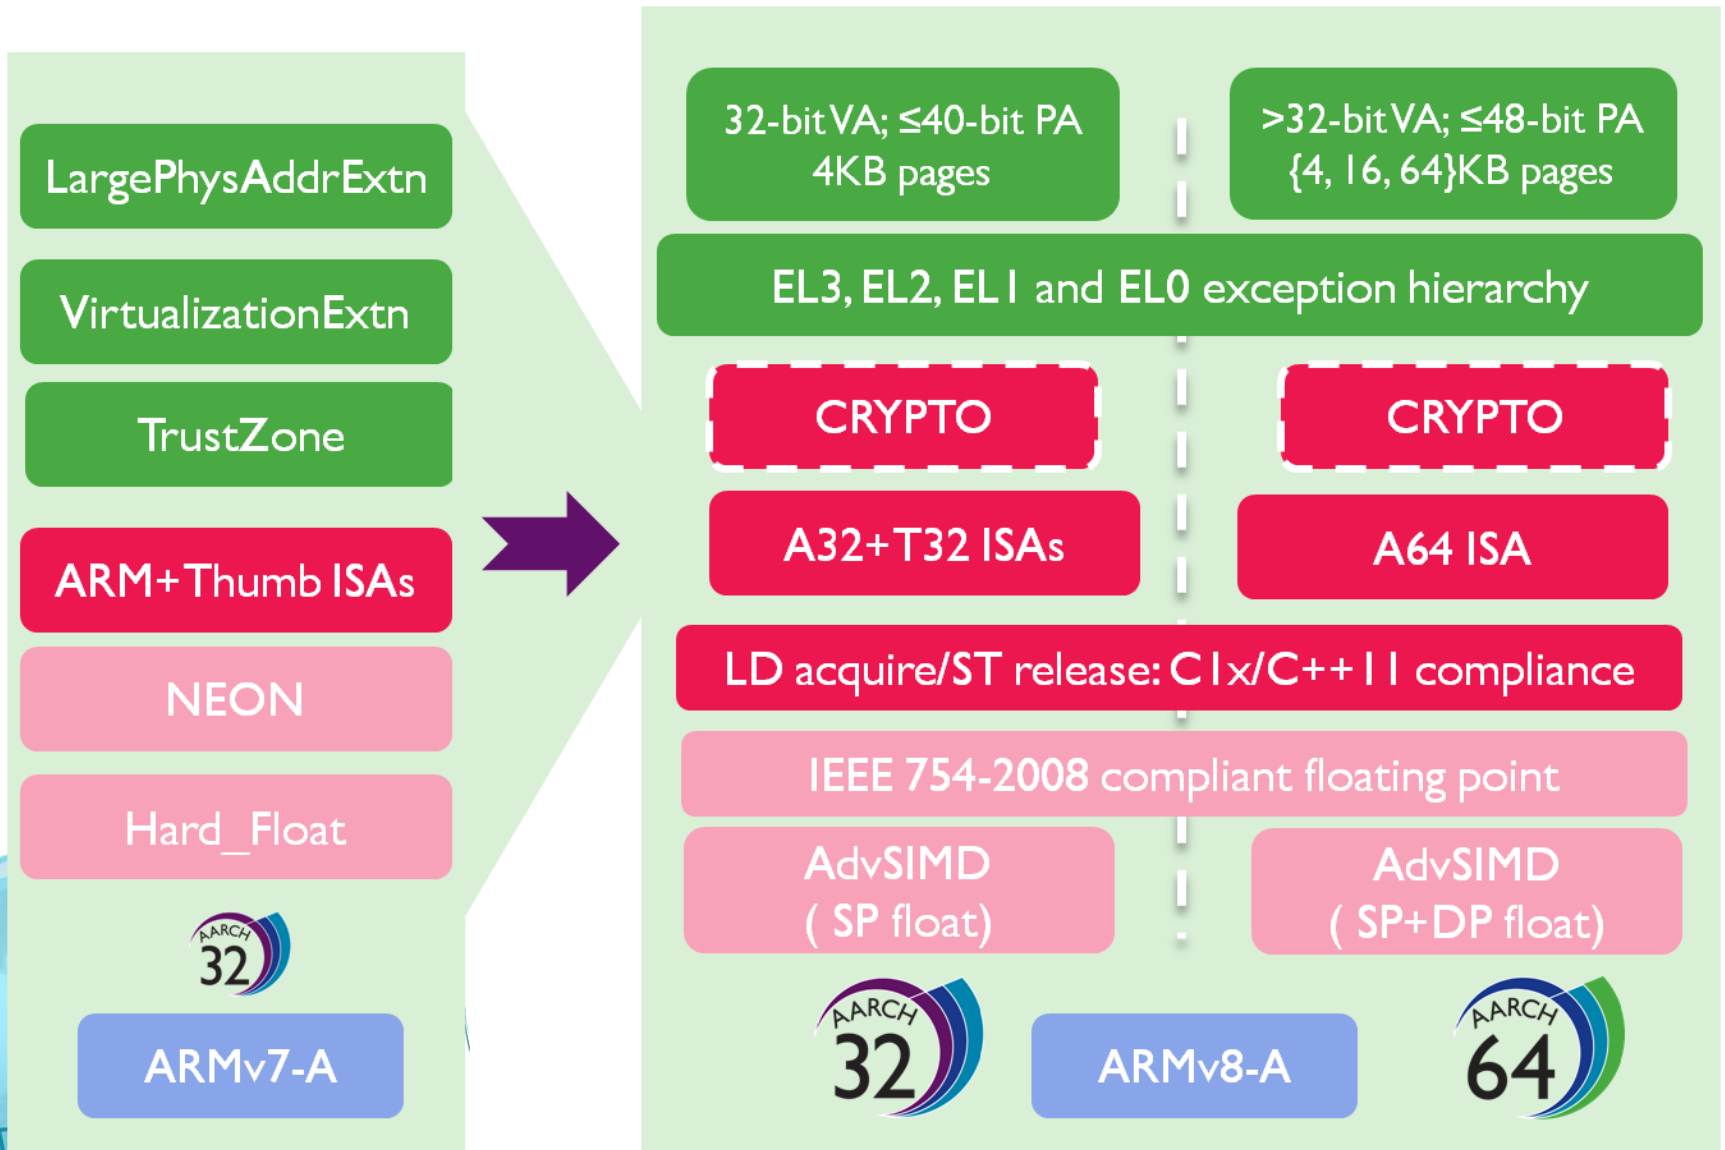 LargePhysAddrExtn
VirtualizationExtn
TrustZone
ARM+Thumb ISAs
NEON
Hard_Float
AARCH
32
ARMv7-A
32-bit VA; ≤40-bit PA
4KB pages
>32-bit VA; ≤48-bit PA
{4, 16, 64}KB pages
EL3, EL2, EL1 and EL0 exception hierarchy
CRYPTO
CRYPTO
A32+T32 ISAs
A64 ISA
LD acquire/ST release: C1x/C++11 compliance
IEEE 754-2008 compliant floating point
AdvSIMD
( SP float)
AdvSIMD
( SP+DP float)
AARCH
32
ARMv8-A
AARCH
64